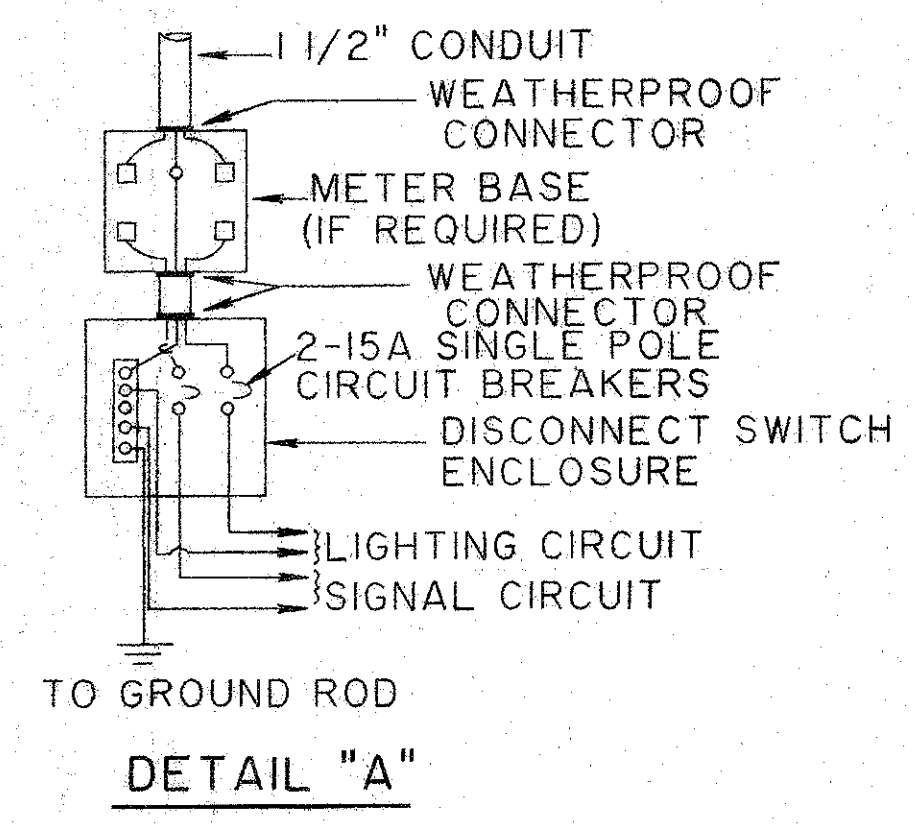 1 1/2" CONDUIT
WEATHERPROOF
CONNECTOR
METER BASE
(IF REQUIRED)
WEATHERPROOF
CONNECTOR
2-15A SINGLE POLE
CIRCUIT BREAKERS
DISCONNECT SWITCH
ENCLOSURE
LIGHTING CIRCUIT
SIGNAL CIRCUIT
TO GROUND ROD
DETAIL "A"